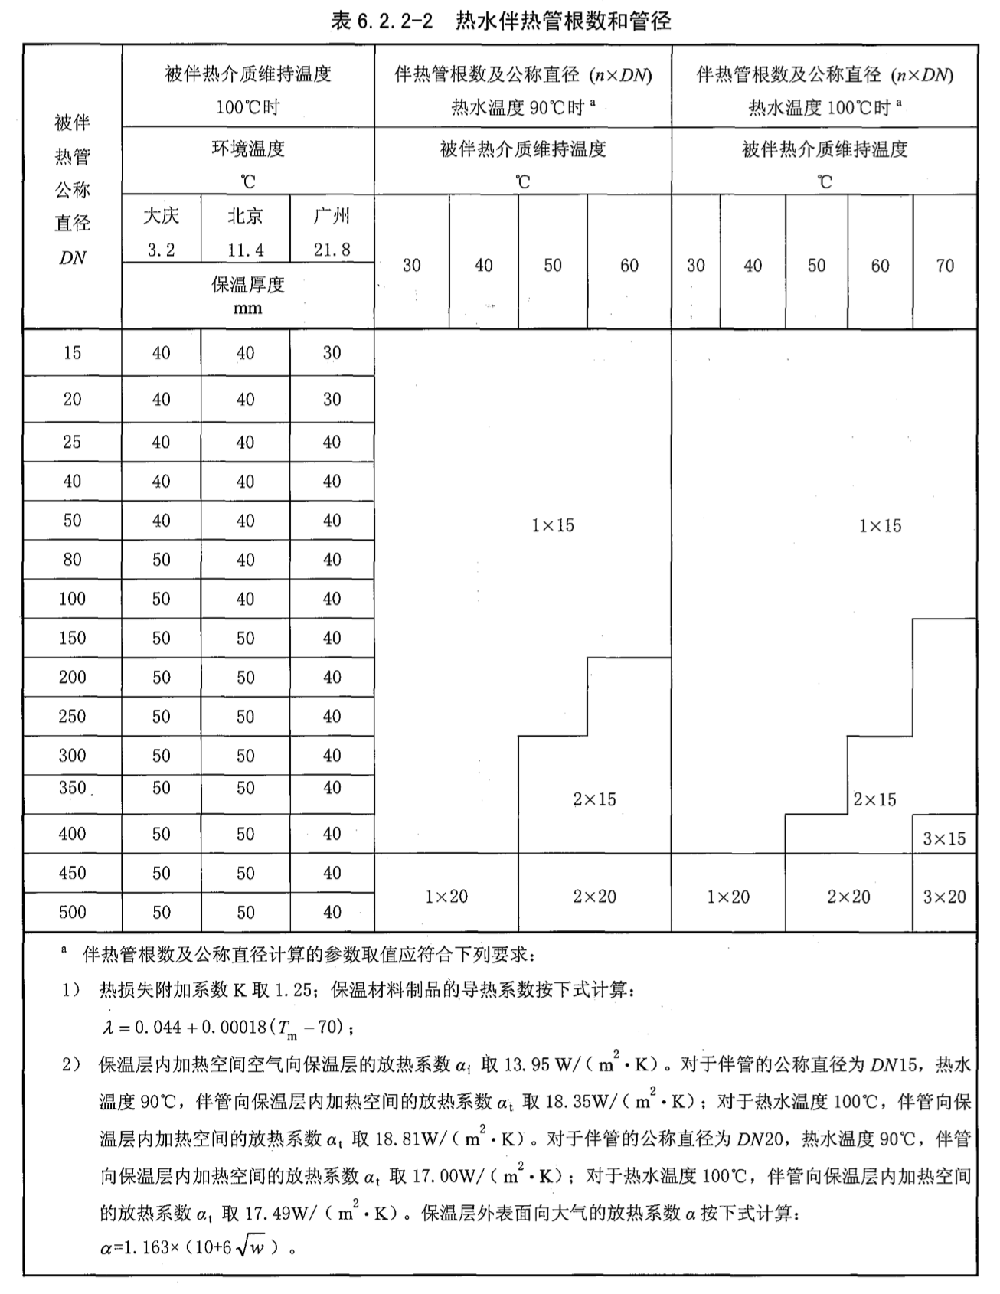 表 6.2.2-2 热水伴热管根数和管径
被伴
热管
公称
直径
DN
被伴热介质维持温度
100℃时
伴热管根数及公称直径 (n×DN)
热水温度 90℃时 a
伴热管根数及公称直径 (n×DN)
热水温度 100℃时 a
环境温度
℃
被伴热介质维持温度
℃
被伴热介质维持温度
℃
大庆 北京 广州
3.2 11.4 21.8
保温厚度
mm
30 40 50 60 30 40 50 60 70
15 40 40 30
20 40 40 30
25 40 40 40
40 40 40 40
50 40 40 40 1×15 1×15
80 50 40 40
100 50 40 40
150 50 50 40
200 50 50 40
250 50 50 40
300 50 50 40
350 50 50 40 2×15 2×15
400 50 50 40 3×15
450 50 50 40
1×20 2×20 1×20 2×20 3×20
500 50 50 40
a 伴热管根数及公称直径计算的参数取值应符合下列要求:
1) 热损失附加系数 K 取 1.25; 保温材料制品的导热系数按下式计算:
λ=0.044+0.00018(Tm-70);
2) 保温层内加热空间空气向保温层的放热系数 αi 取 13.95 W/(m²·K)。对于伴管的公称直径为 DN15, 热水
温度 90℃, 伴管向保温层内加热空间的放热系数 αt 取 18.35W/(m²·K); 对于热水温度 100℃, 伴管向保
温层内加热空间的放热系数 αt 取 18.81W/(m²·K)。对于伴管的公称直径为 DN20, 热水温度 90℃, 伴管
向保温层内加热空间的放热系数 αt 取 17.00W/(m²·K); 对于热水温度 100℃, 伴管向保温层内加热空间
的放热系数 αt 取 17.49W/(m²·K)。保温层外表面向大气的放热系数 α 按下式计算:
α=1.163×(10+6√w)。